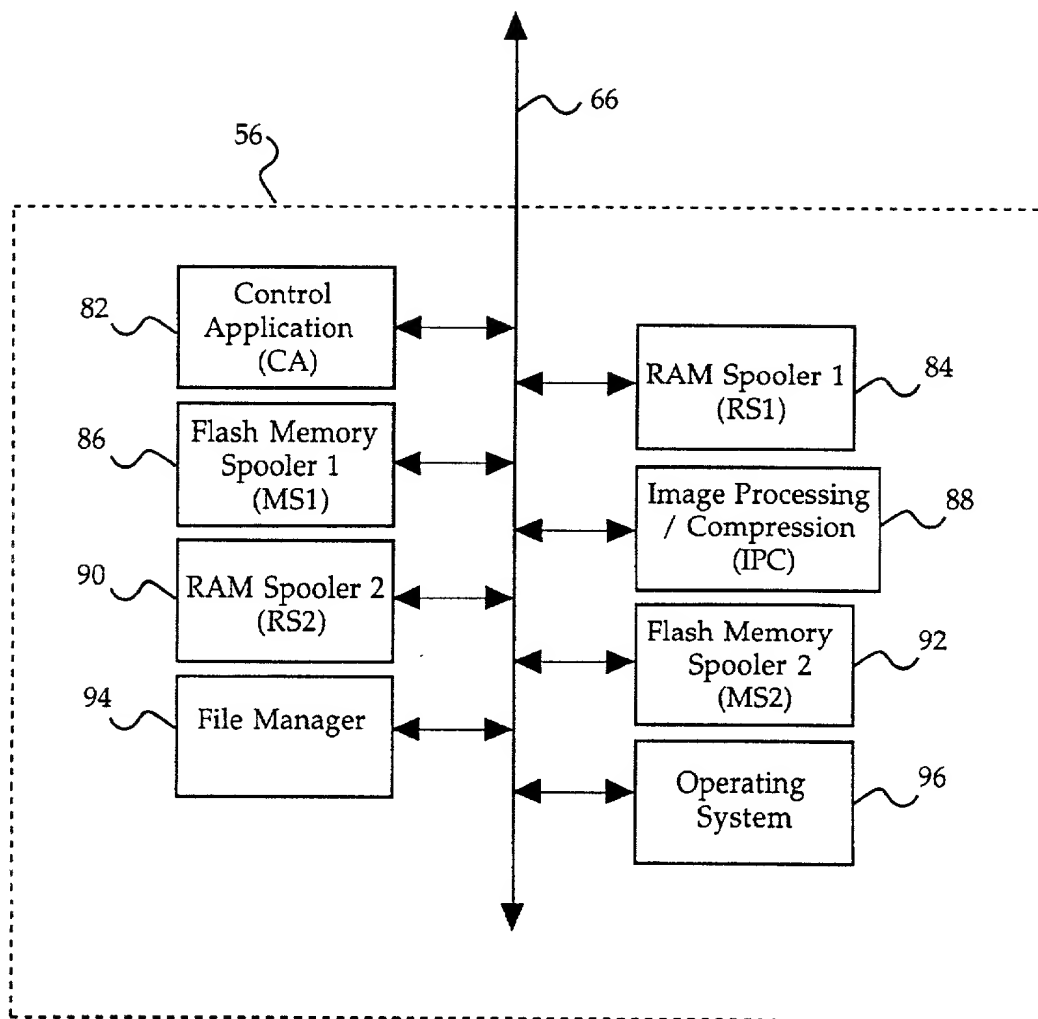 66
56
82
Control
Application
(CA)
RAM Spooler 1
(RS1)
84
86
Flash Memory
Spooler 1
(MS1)
Image Processing
/ Compression
(IPC)
88
90
RAM Spooler 2
(RS2)
Flash Memory
Spooler 2
(MS2)
92
94
File Manager
Operating
System
96